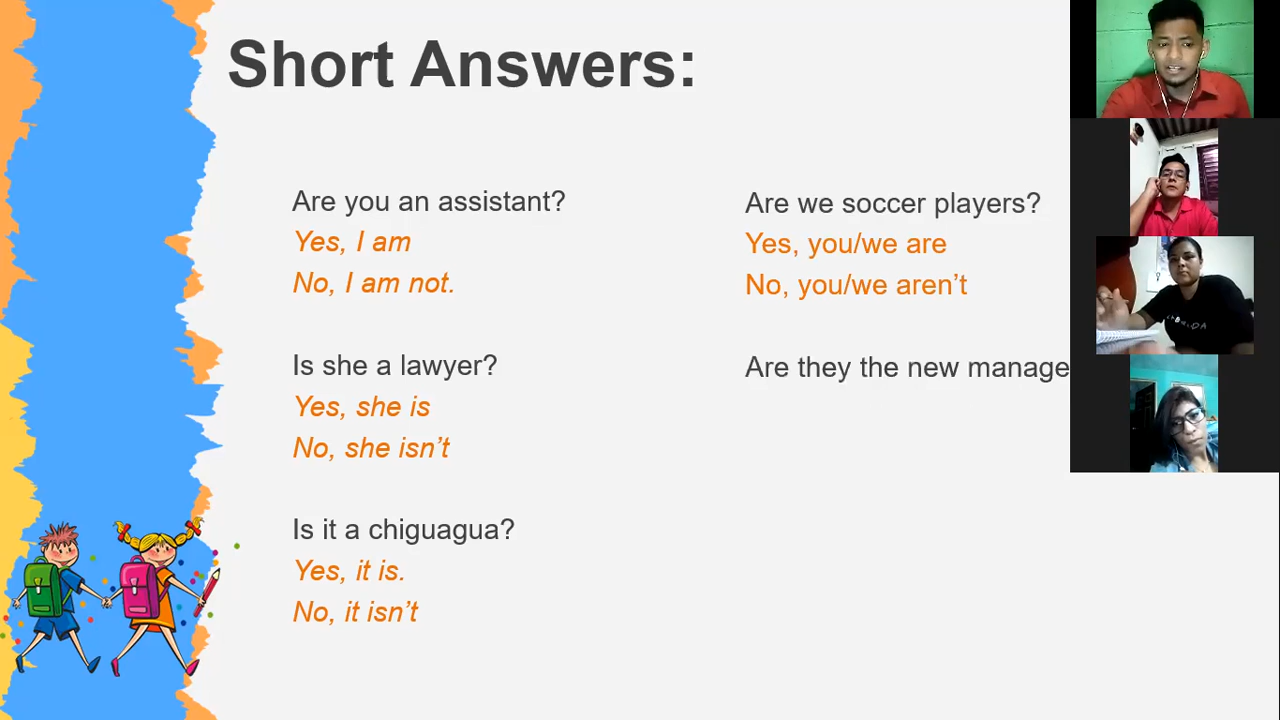 Short Answers:
Are you an assistant?
Yes, I am
No, I am not.
Is she a lawyer?
Yes, she is
No, she isn’t
Is it a chiguagua?
Yes, it is.
No, it isn’t
Are we soccer players?
Yes, you/we are
No, you/we aren’t
Are they the new manage